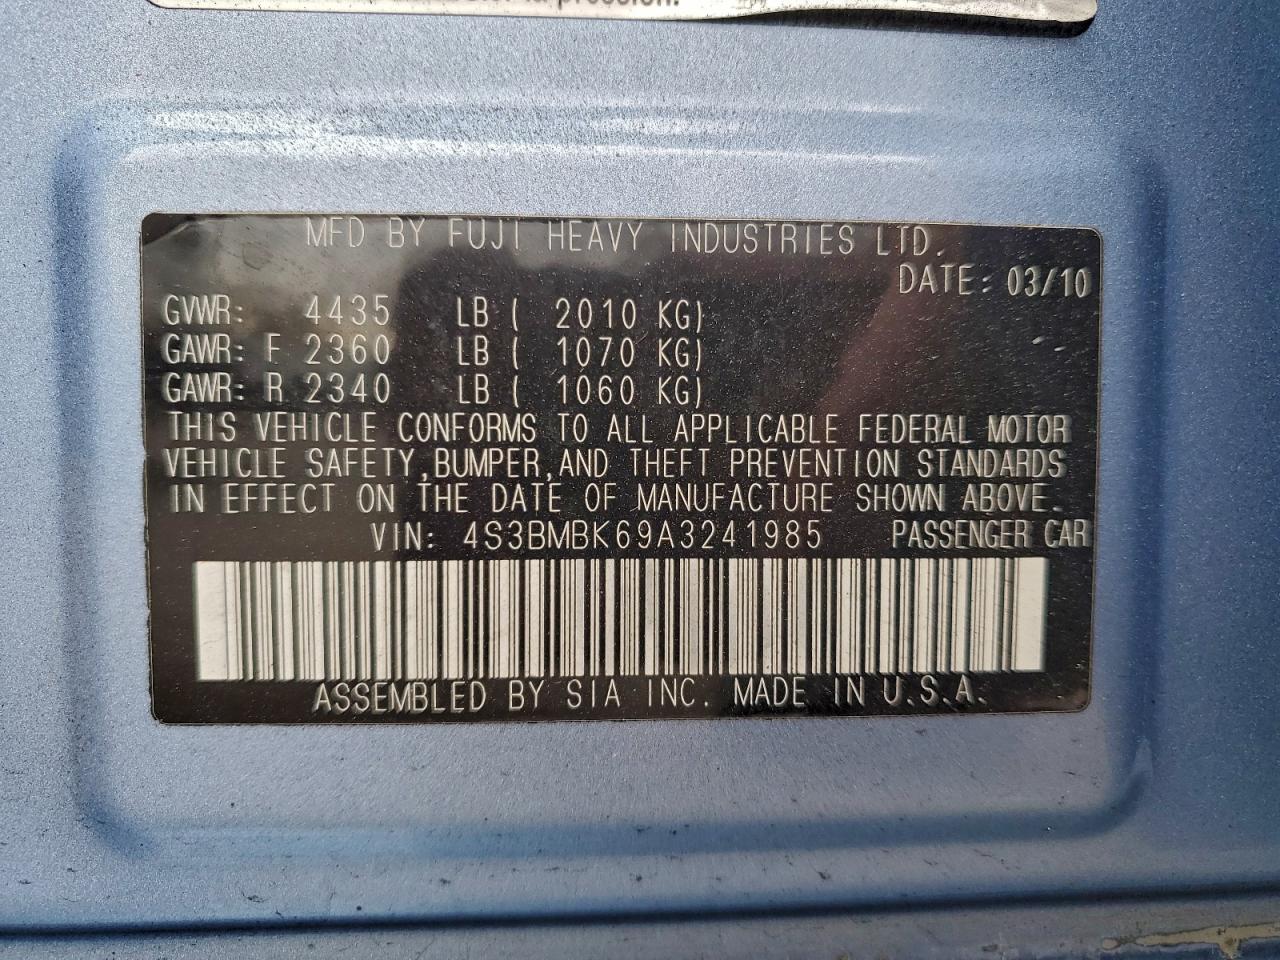 la pression.
MFD BY FUJI HEAVY INDUSTRIES LTD.
DATE: 03/10
GVWR: 4435 LB ( 2010 KG)
GAWR: F 2360 LB ( 1070 KG)
GAWR: R 2340 LB ( 1060 KG)
THIS VEHICLE CONFORMS TO ALL APPLICABLE FEDERAL MOTOR
VEHICLE SAFETY,BUMPER,AND THEFT PREVENTION STANDARDS
IN EFFECT ON THE DATE OF MANUFACTURE SHOWN ABOVE.
VIN: 4S3BMBK69A3241985 PASSENGER CAR
ASSEMBLED BY SIA INC. MADE IN U.S.A.